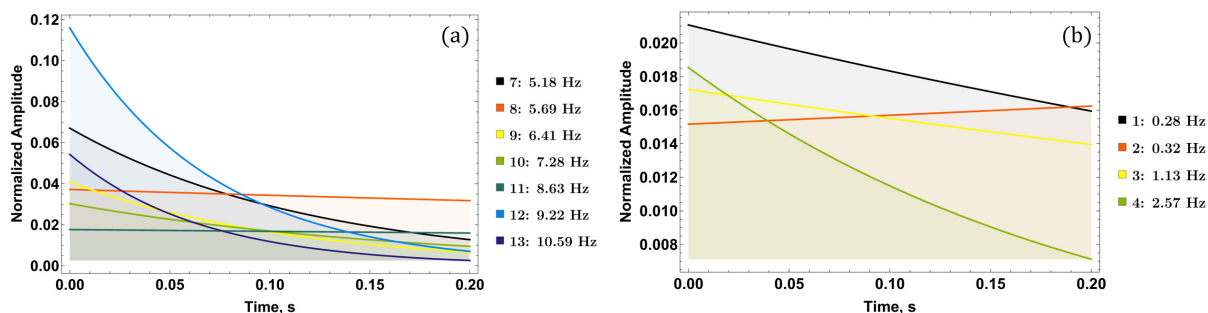 (a)
Normalized Amplitude
0.12
0.10
0.08
0.06
0.04
0.02
0.00
0.00 0.05 0.10 0.15 0.20
Time, s
7: 5.18 Hz
8: 5.69 Hz
9: 6.41 Hz
10: 7.28 Hz
11: 8.63 Hz
12: 9.22 Hz
13: 10.59 Hz
(b)
Normalized Amplitude
0.020
0.018
0.016
0.014
0.012
0.010
0.008
0.00 0.05 0.10 0.15 0.20
Time, s
1: 0.28 Hz
2: 0.32 Hz
3: 1.13 Hz
4: 2.57 Hz